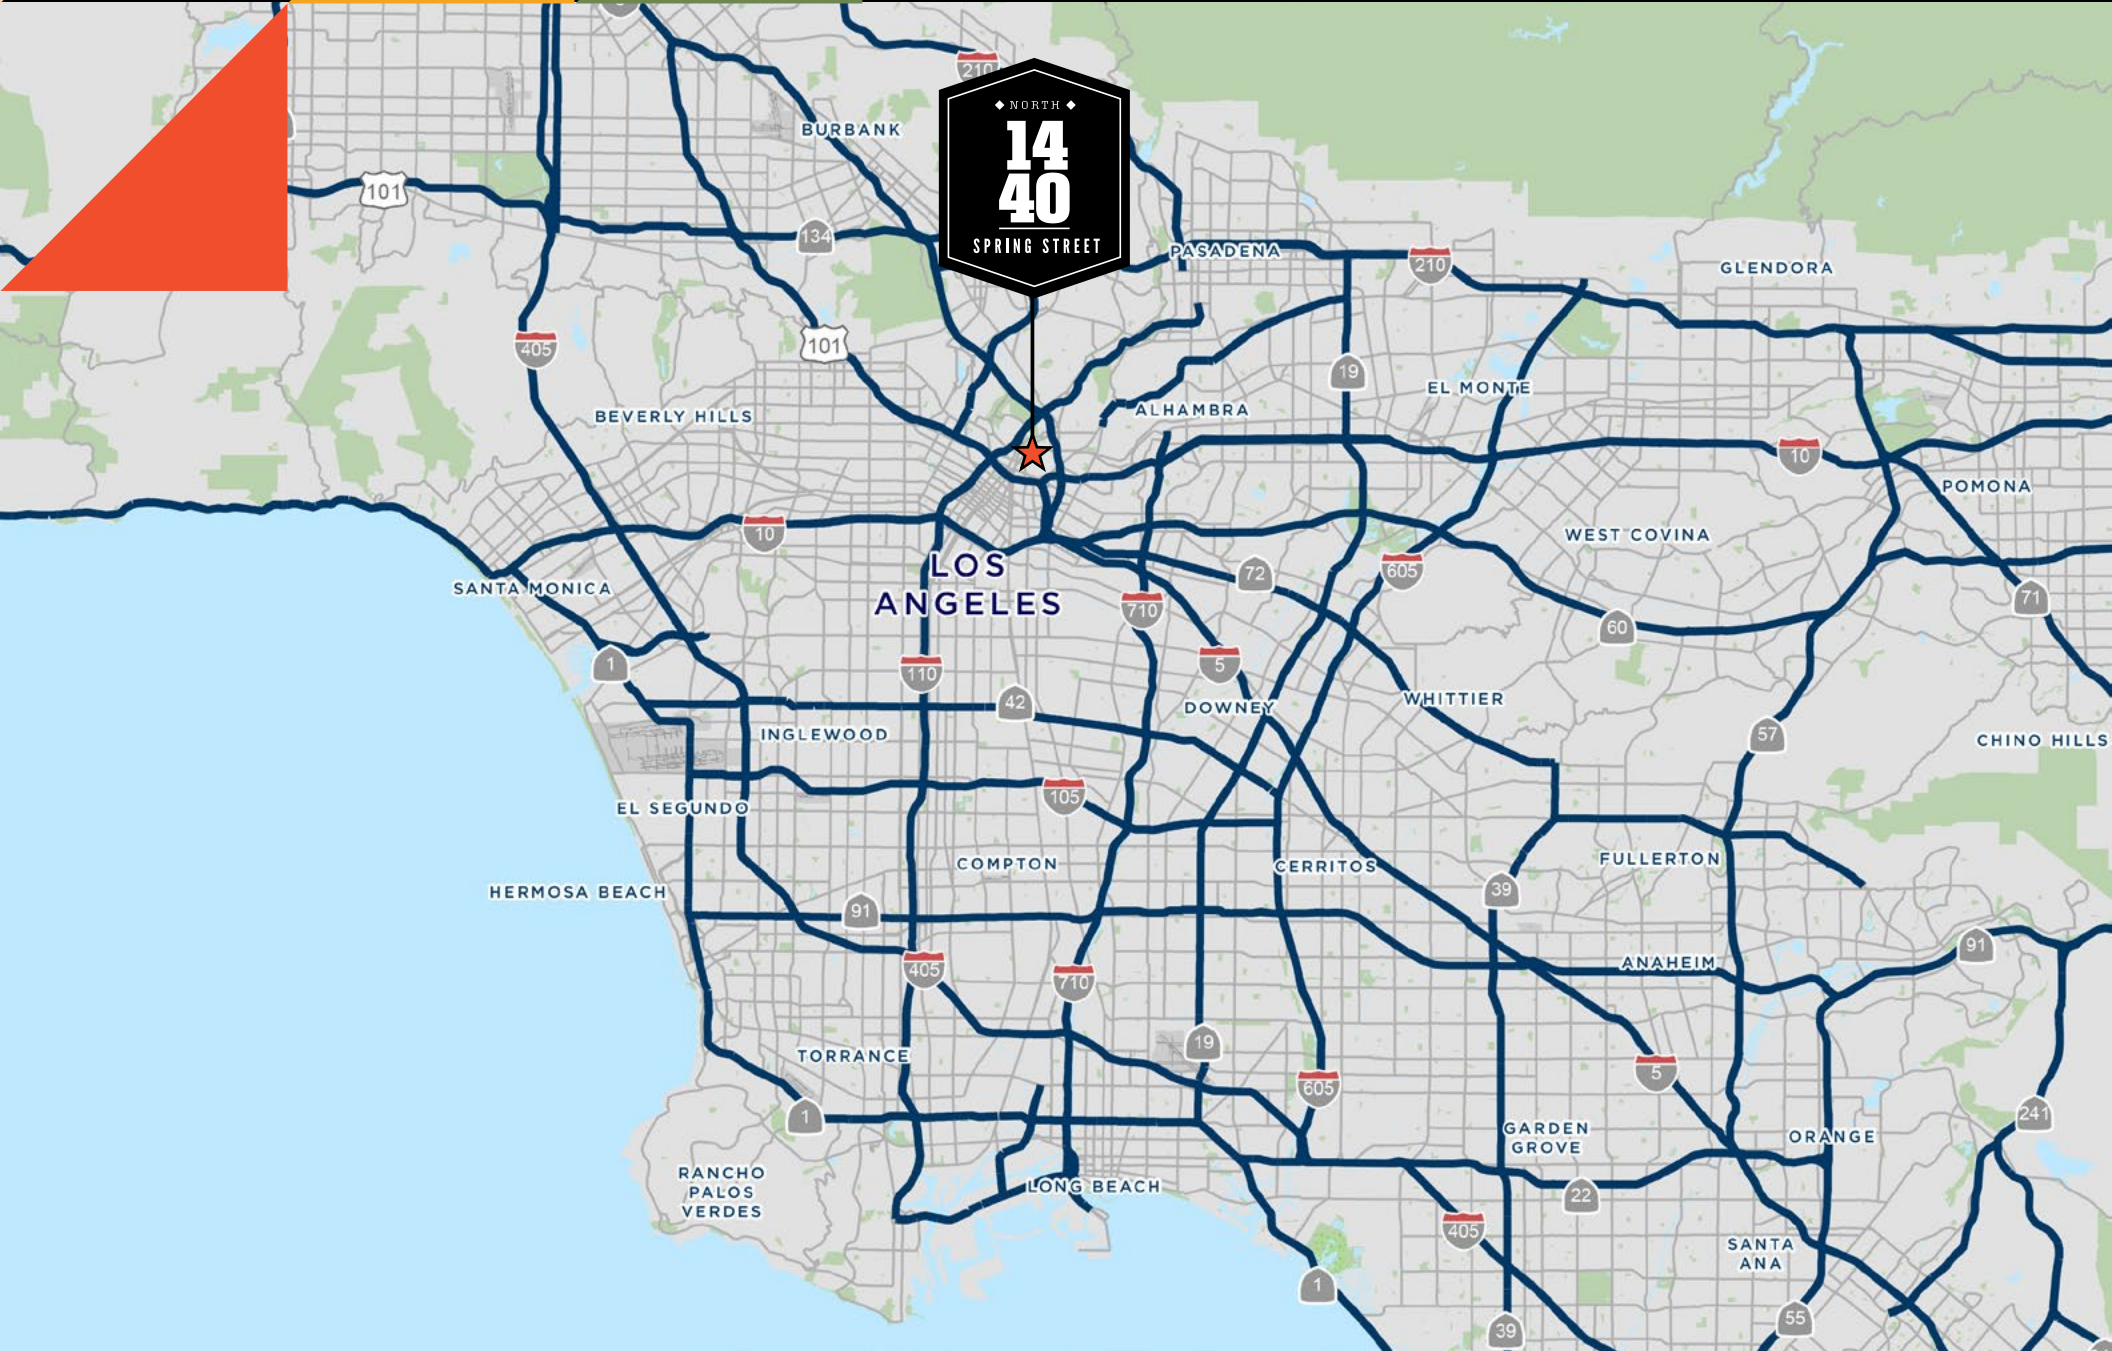 210
NORTH
14
40
SPRING STREET
BURBANK
101
134
PASADENA
210
GLENDORA
405
101
19
EL MONTE
BEVERLY HILLS
ALHAMBRA
10
POMONA
10
WEST COVINA
LOS
ANGELES
SANTA MONICA
72
605
71
710
60
1
110
5
42
DOWNEY
WHITTIER
57
INGLEWOOD
CHINO HILLS
105
EL SEGUNDO
COMPTON
CERRITOS
FULLERTON
HERMOSA BEACH
39
91
91
405
710
ANAHEIM
19
TORRANCE
5
605
1
241
GARDEN
GROVE
ORANGE
RANCHO
PALOS
VERDES
LONG BEACH
22
405
SANTA
ANA
1
55
39